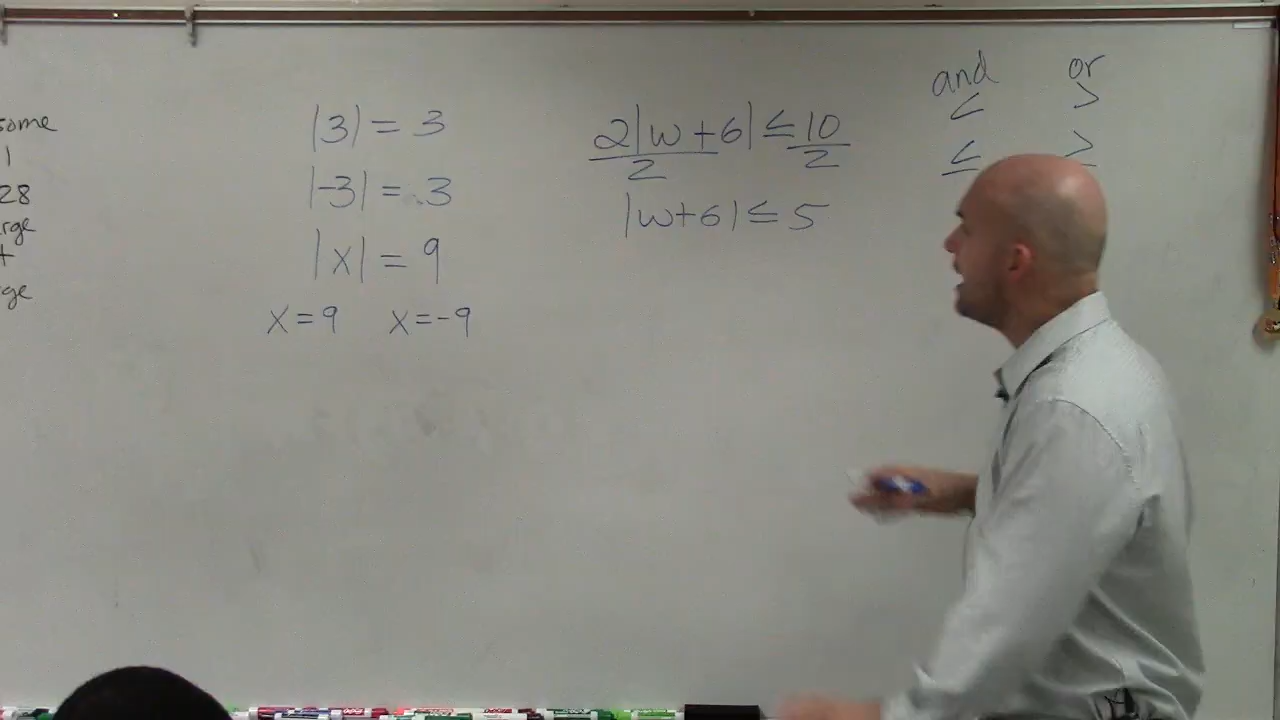 some
1
28
rge
+
ge
|3| = 3
|-3| = 3
|x| = 9
x=9 x=-9
2|w+6| ≤ 10
2 2
|w+6| ≤ 5
and or
< >
≤ ≥